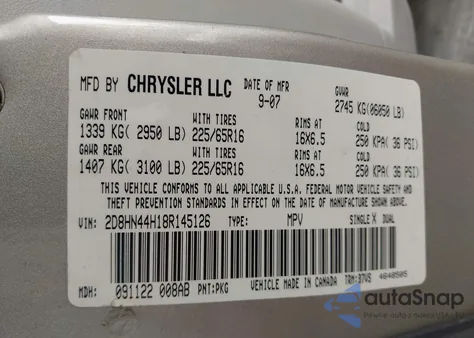 MFD BY CHRYSLER LLC DATE OF MFR GVWR
9-07 2745 KG(06050 LB)
GAWR FRONT WITH TIRES RIMS AT COLD
1339 KG( 2950 LB) 225/65R16 16X6.5 250 KPA( 36 PSI)
GAWR REAR WITH TIRES RIMS AT COLD
1407 KG( 3100 LB) 225/65R16 16X6.5 250 KPA( 36 PSI)
THIS VEHICLE CONFORMS TO ALL APPLICABLE U.S.A. FEDERAL MOTOR VEHICLE SAFETY AND
THEFT PREVENTION STANDARDS IN EFFECT ON THE DATE OF MANUFACTURE SHOWN ABOVE.
VIN: 2D8HN44H18R145126 TYPE: MPV SINGLE X DUAL
MDH: 091122 008AB PNT:PKG VEHICLE MADE IN CANADA TRM:37VS 4648505
autoSnap